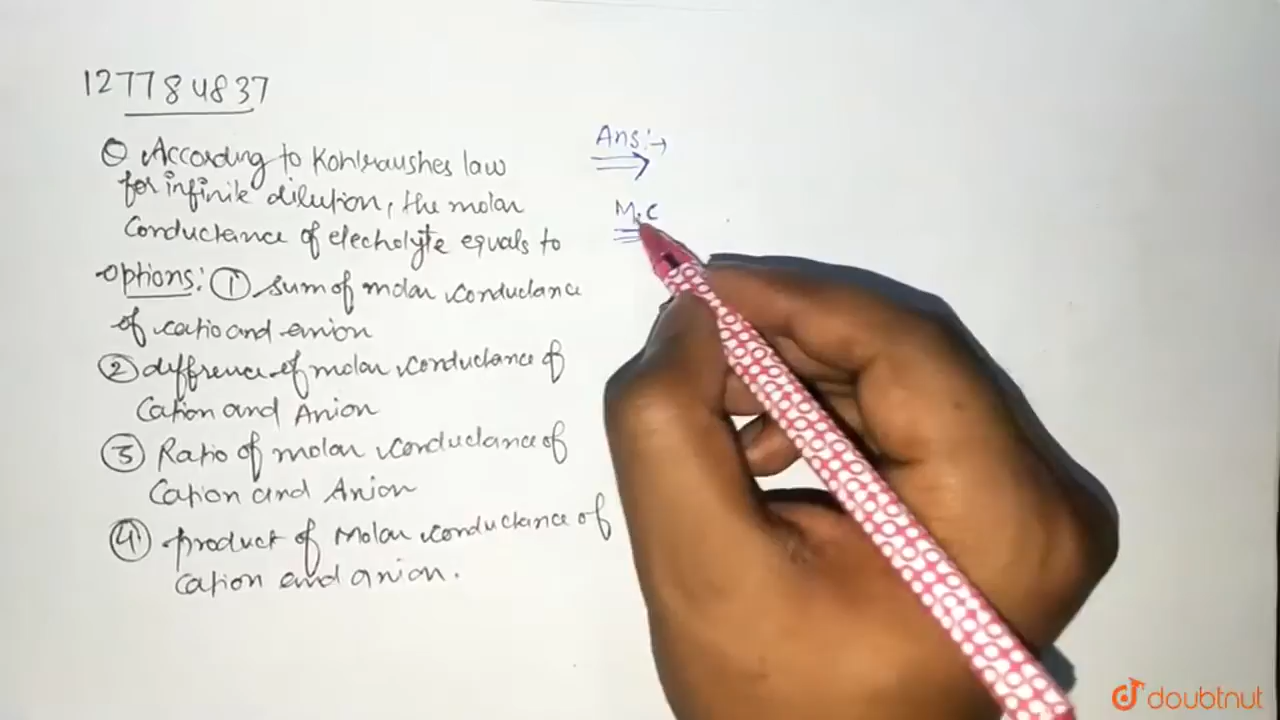 127784837
Q According to Kohlraushes law
for infinite dilution, the molar
Conductance of electrolyte equals to
Options: ① sum of molar conductance
of catio and anion
② diffrence of molar conductance of
Cation and Anion
③ Ratio of molar conductance of
Cation and Anion
④ product of Molar conductance of
cation and anion.
Ans:→
M.C
doubtnut